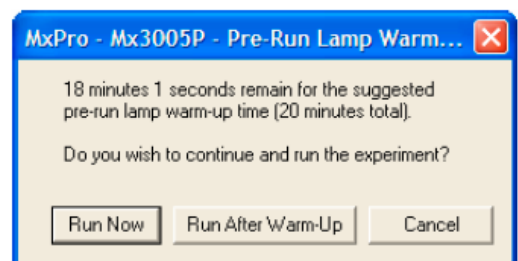 MxPro - Mx3005P - Pre-Run Lamp Warm...
18 minutes 1 seconds remain for the suggested
pre-run lamp warm-up time (20 minutes total).
Do you wish to continue and run the experiment?
Run Now Run After Warm-Up Cancel